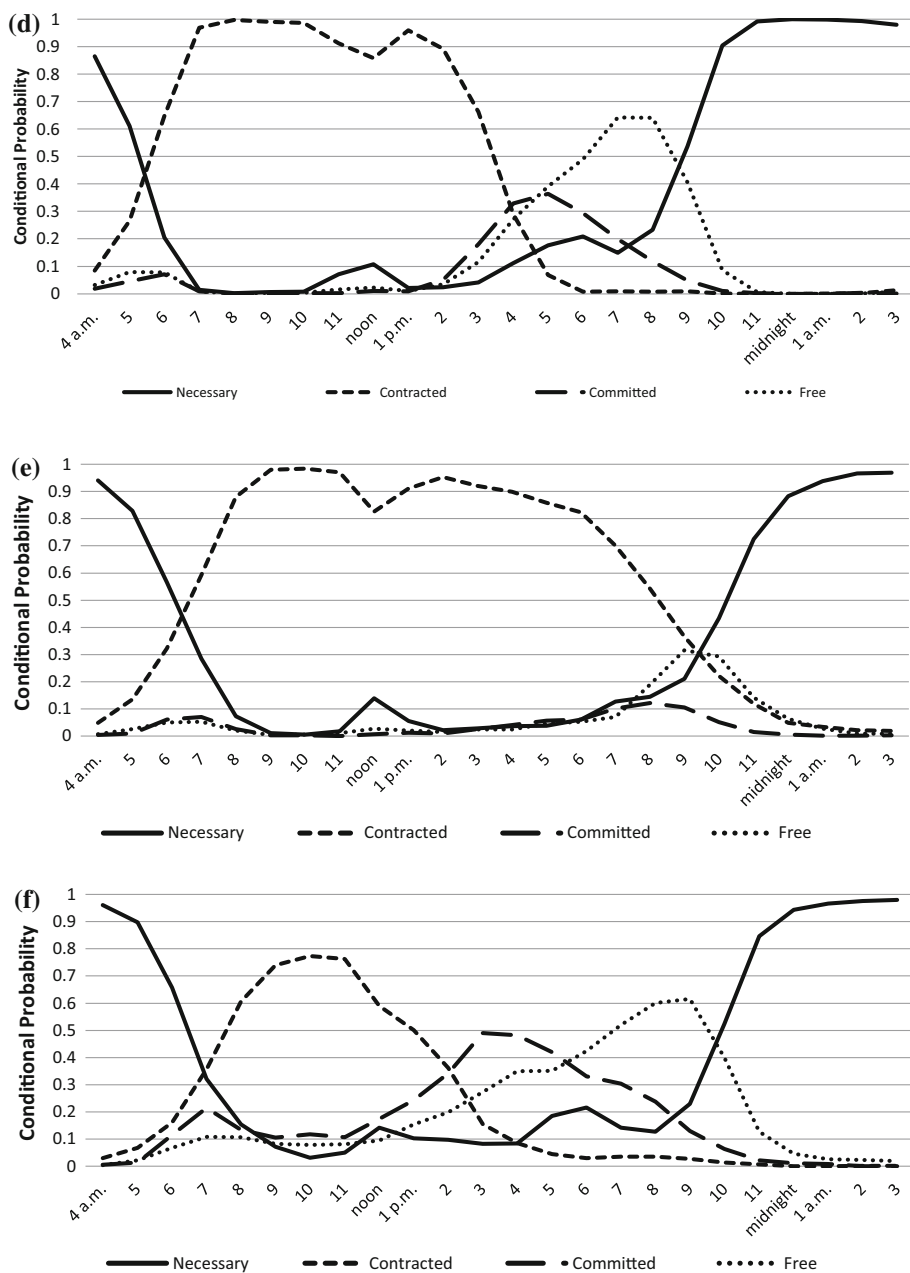 (d)
Conditional Probability
1
0.9
0.8
0.7
0.6
0.5
0.4
0.3
0.2
0.1
0
4 a.m. 5 6 7 8 9 10 11 noon 1 p.m. 2 3 4 5 6 7 8 9 10 11 midnight 1 a.m. 2 3
Necessary Contracted Committed Free
(e)
Conditional Probability
1
0.9
0.8
0.7
0.6
0.5
0.4
0.3
0.2
0.1
0
4 a.m. 5 6 7 8 9 10 11 noon 1 p.m. 2 3 4 5 6 7 8 9 10 11 midnight 1 a.m. 2 3
Necessary Contracted Committed Free
(f)
Conditional Probability
1
0.9
0.8
0.7
0.6
0.5
0.4
0.3
0.2
0.1
0
4 a.m. 5 6 7 8 9 10 11 noon 1 p.m. 2 3 4 5 6 7 8 9 10 11 midnight 1 a.m. 2 3
Necessary Contracted Committed Free